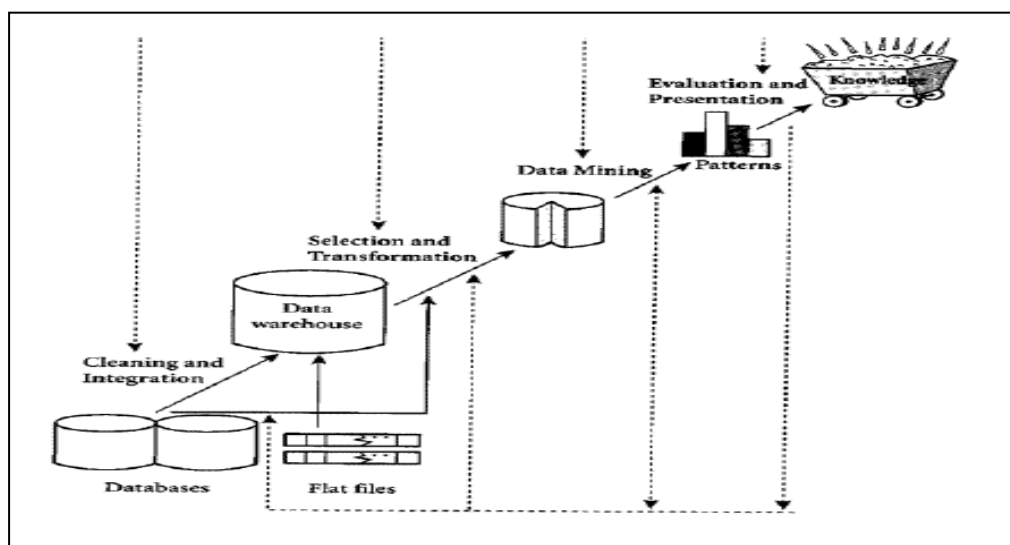 Evaluation and
Presentation
Knowledge
Patterns
Data Mining
Selection and
Transformation
Data
warehouse
Cleaning and
Integration
Databases
Flat files